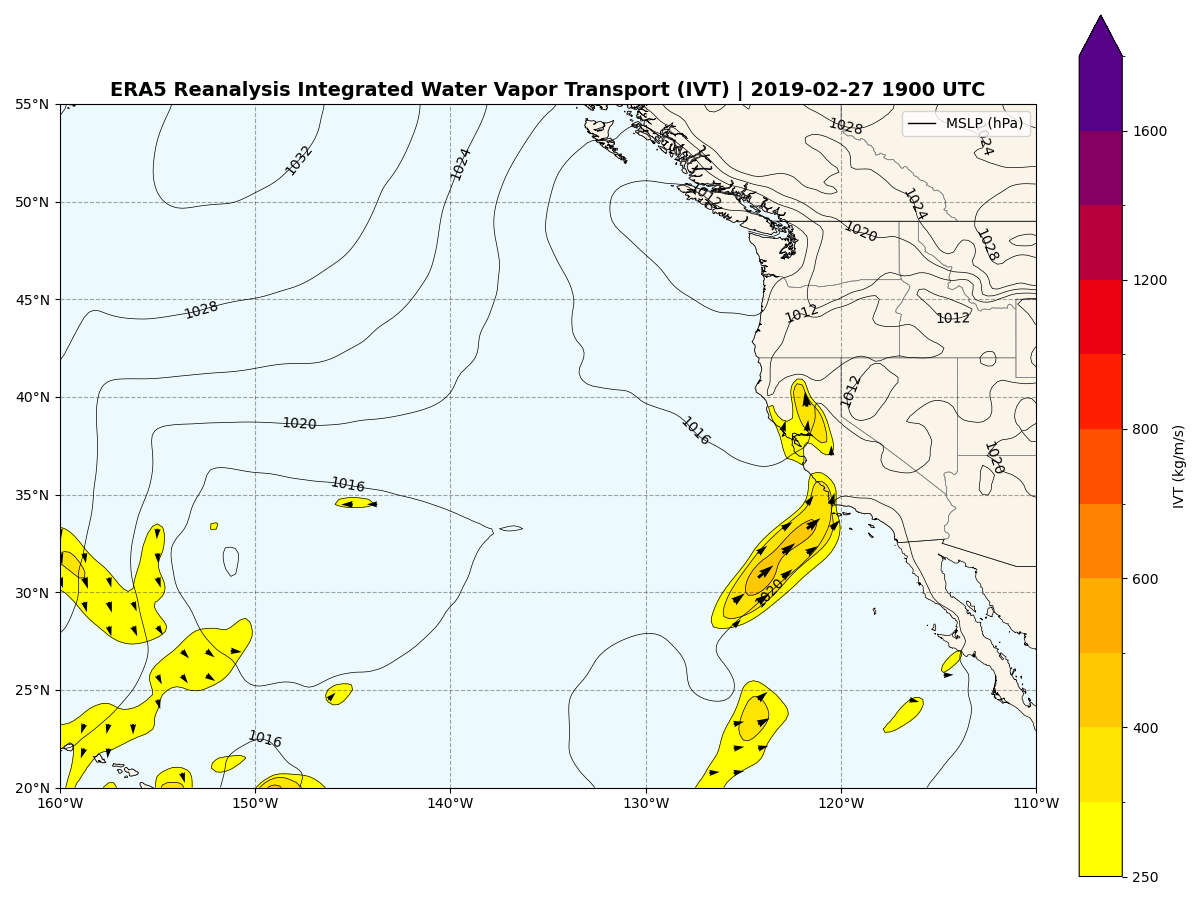 ERA5 Reanalysis Integrated Water Vapor Transport (IVT) | 2019-02-27 1900 UTC
MSLP (hPa)
55°N
50°N
45°N
40°N
35°N
30°N
25°N
20°N
160°W
150°W
140°W
130°W
120°W
110°W
1032
1024
1028
1024
1012
1024
1020
1028
1028
1012
1012
1012
1020
1016
1020
1016
1020
1016
1600
1200
800
600
400
250
IVT (kg/m/s)